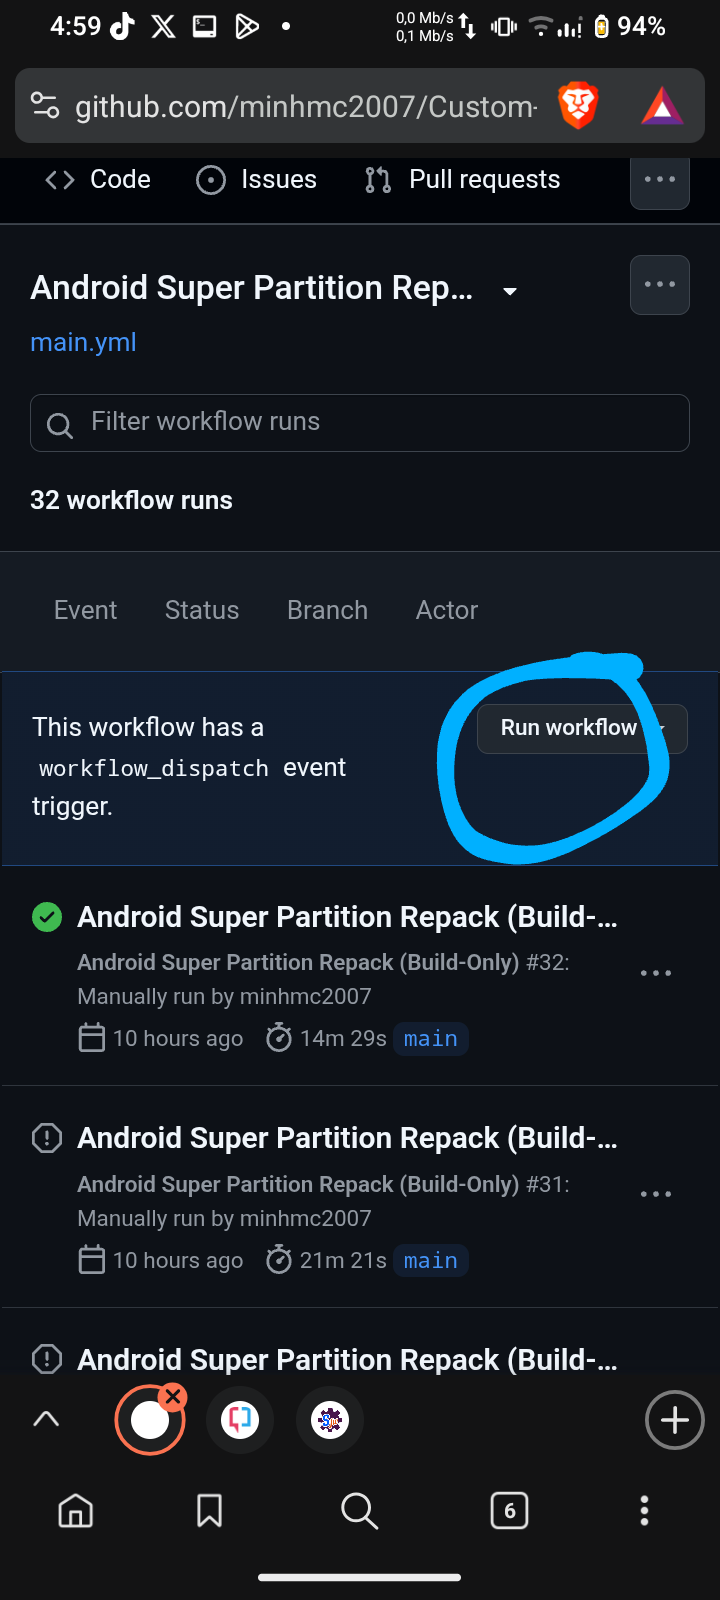 4:59
0,0 Mb/s
0,1 Mb/s
94%
github.com/minhmc2007/Custom-
Code Issues Pull requests
Android Super Partition Rep...
main.yml
Filter workflow runs
32 workflow runs
Event Status Branch Actor
This workflow has a
workflow_dispatch event
trigger.
Run workflow
Android Super Partition Repack (Build-...
Android Super Partition Repack (Build-Only) #32:
Manually run by minhmc2007
10 hours ago 14m 29s main
Android Super Partition Repack (Build-...
Android Super Partition Repack (Build-Only) #31:
Manually run by minhmc2007
10 hours ago 21m 21s main
Android Super Partition Repack (Build-...
6